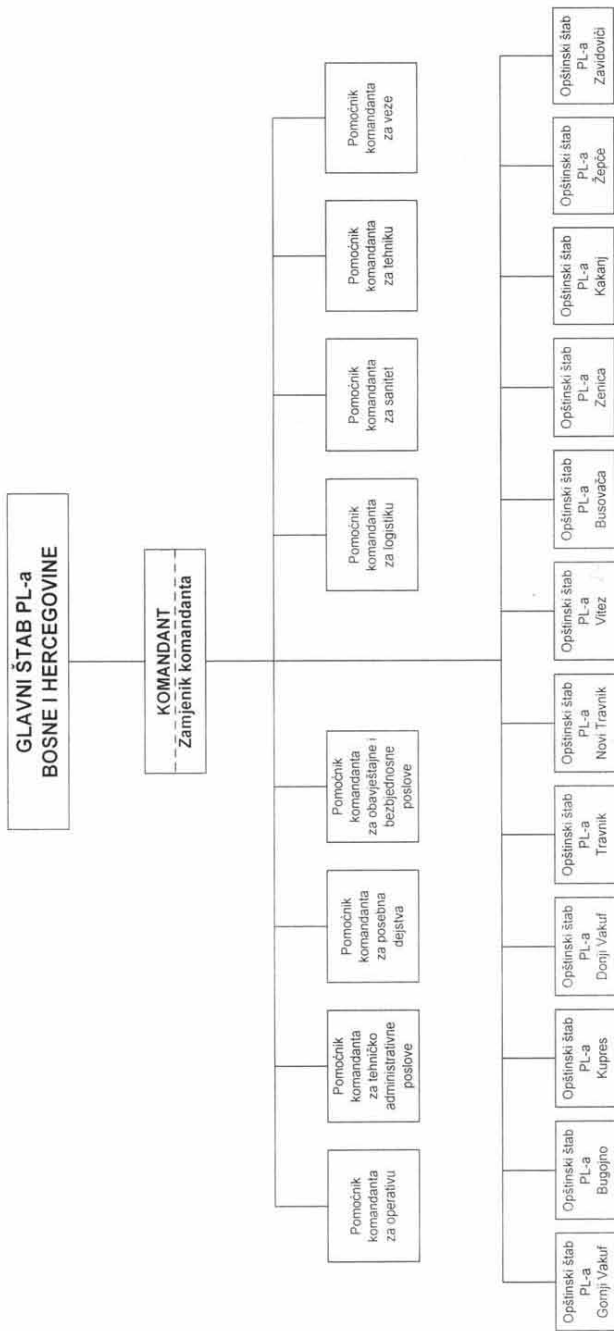 GLAVNI ŠTAB PL-a
BOSNE I HERCEGOVINE
KOMANDANT
Zamjenik komandanta
Pomoćnik
komandanta
za operativu
Pomoćnik
komandanta
za tehničko
administrativne
poslove
Pomoćnik
komandanta
za posebna
dejstva
Pomoćnik
komandanta
za obavještajne i
bezbjednosne
poslove
Pomoćnik
komandanta
za logistiku
Pomoćnik
komandanta
za sanitet
Pomoćnik
komandanta
za tehniku
Pomoćnik
komandanta
za veze
Opštinski štab
PL-a
Gornji Vakuf
Opštinski štab
PL-a
Bugojno
Opštinski štab
PL-a
Kupres
Opštinski štab
PL-a
Donji Vakuf
Opštinski štab
PL-a
Travnik
Opštinski štab
PL-a
Novi Travnik
Opštinski štab
PL-a
Vitez
Opštinski štab
PL-a
Busovača
Opštinski štab
PL-a
Zenica
Opštinski štab
PL-a
Kakanj
Opštinski štab
PL-a
Žepče
Opštinski štab
PL-a
Zavidovići